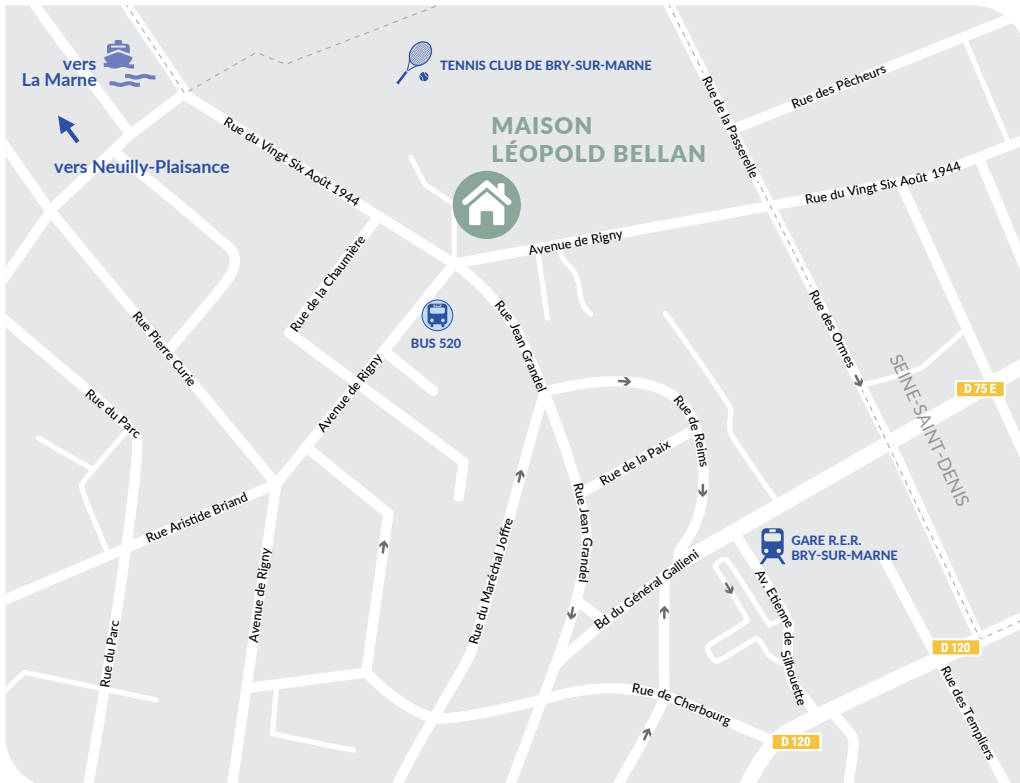 vers
La Marne
TENNIS CLUB DE BRY-SUR-MARNE
Rue des Pêcheurs
Rue de la Passerelle
MAISON
LÉOPOLD BELLAN
Rue du Vingt Six Août 1944
vers Neuilly-Plaisance
Rue du Vingt Six Août 1944
Avenue de Rigny
Rue de la Chaumière
BUS 520
Rue Jean Grandel
Rue des Ormes
Rue Pierre Curie
Avenue de Rigny
SEINE-SAINT-DENIS
D 75 E
Rue du Parc
Rue de Reims
Rue de la Paix
Rue Aristide Briand
Rue Jean Grandel
Rue du Maréchal Joffre
GARE R.E.R.
BRY-SUR-MARNE
Avenue de Rigny
Bd du Général Gallieni
Av. Etienne de Silhouette
Rue du Parc
D 120
Rue de Cherbourg
Rue des Templiers
D 120